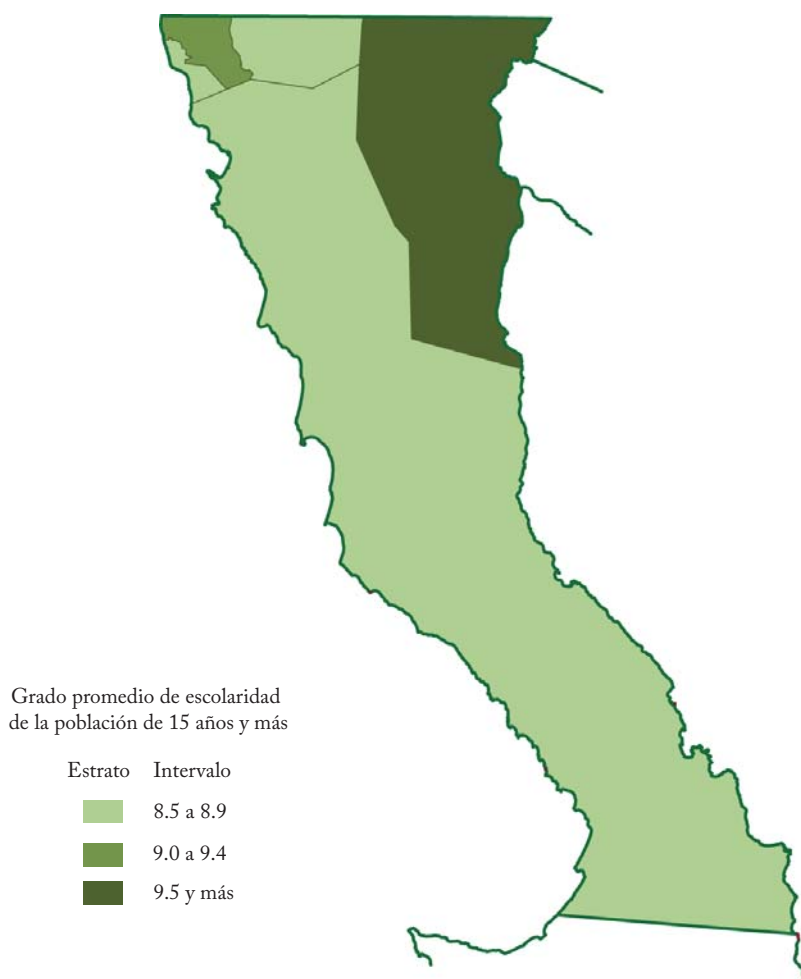 Grado promedio de escolaridad
de la población de 15 años y más
Estrato Intervalo
8.5 a 8.9
9.0 a 9.4
9.5 y más